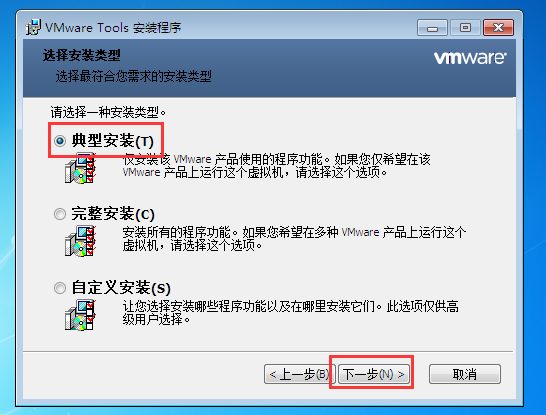 VMware Tools 安装程序
选择安装类型
选择最符合您需求的安装类型
vmware
请选择一种安装类型。
典型安装(T)
仅安装该 VMware 产品使用的程序功能。如果您仅希望在该
VMware 产品上运行这个虚拟机，请选择这个选项。
完整安装(C)
安装所有的程序功能。如果您希望在多种 VMware 产品上运行这个
虚拟机，请选择这个选项。
自定义安装(S)
让您选择安装哪些程序功能以及在哪里安装它们。此选项仅供高
级用户选择。
< 上一步(B)
下一步(N) >
取消